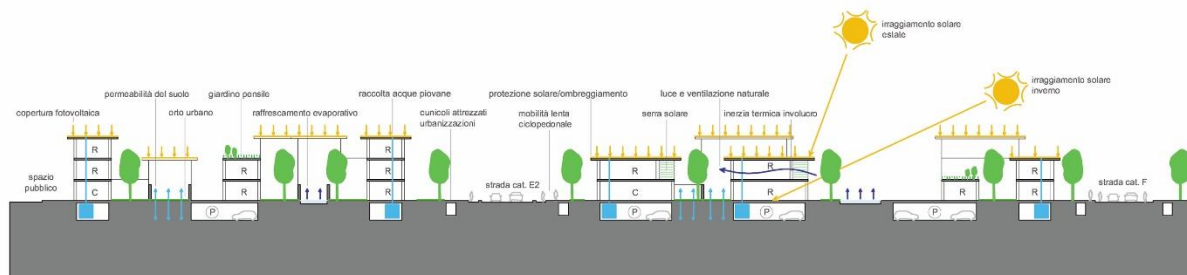 irraggiamento solare
estate
irraggiamento solare
inverno
permeabilità del suolo
giardino pensile
raccolta acque piovane
protezione solare/ombreggiamento
luce e ventilazione naturale
copertura fotovoltaica
orto urbano
raffrescamento evaporativo
cunicoli attrezzati
urbanizzazioni
mobilità lenta
ciclopedonale
serra solare
inerzia termica involucro
spazio
pubblico
strada cat. E2
strada cat. F
R
R
C
R
R
R
R
R
R
C
R
R
R
R
R
R
P
P
P
P